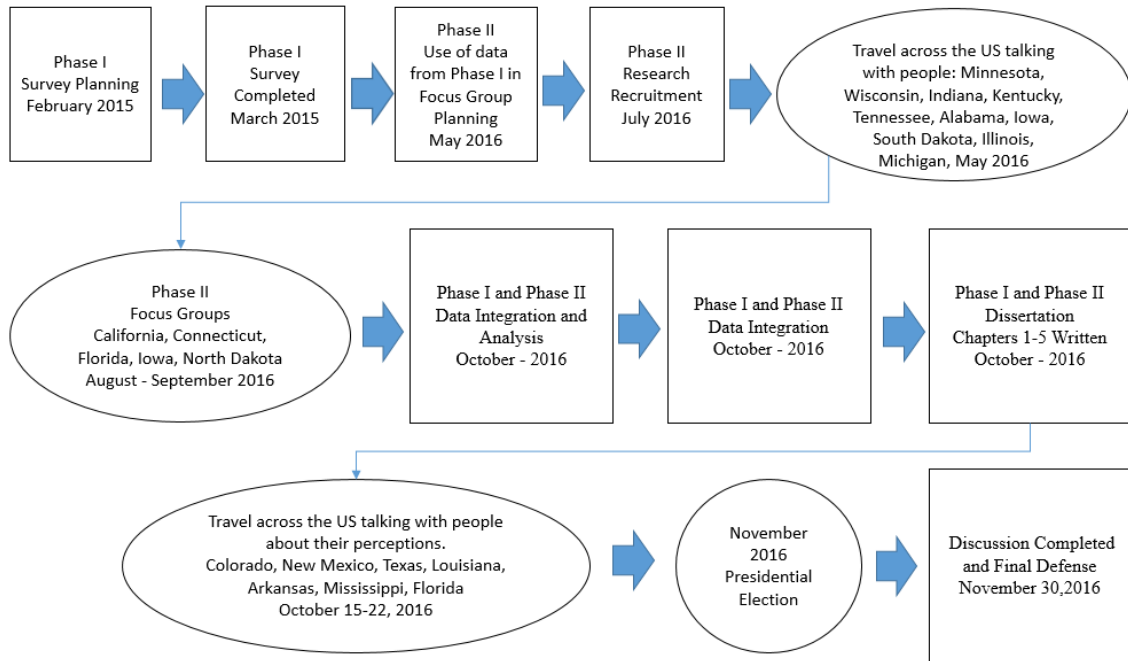 Phase I
Survey Planning
February 2015
Phase I
Survey
Completed
March 2015
Phase II
Use of data
from Phase I in
Focus Group
Planning
May 2016
Phase II
Research
Recruitment
July 2016
Travel across the US talking
with people: Minnesota,
Wisconsin, Indiana, Kentucky,
Tennessee, Alabama, Iowa,
South Dakota, Illinois,
Michigan, May 2016
Phase II
Focus Groups
California, Connecticut,
Florida, Iowa, North Dakota
August - September 2016
Phase I and Phase II
Data Integration and
Analysis
October - 2016
Phase I and Phase II
Data Integration
October - 2016
Phase I and Phase II
Dissertation
Chapters 1-5 Written
October - 2016
Travel across the US talking with people
about their perceptions.
Colorado, New Mexico, Texas, Louisiana,
Arkansas, Mississippi, Florida
October 15-22, 2016
November
2016
Presidential
Election
Discussion Completed
and Final Defense
November 30,2016